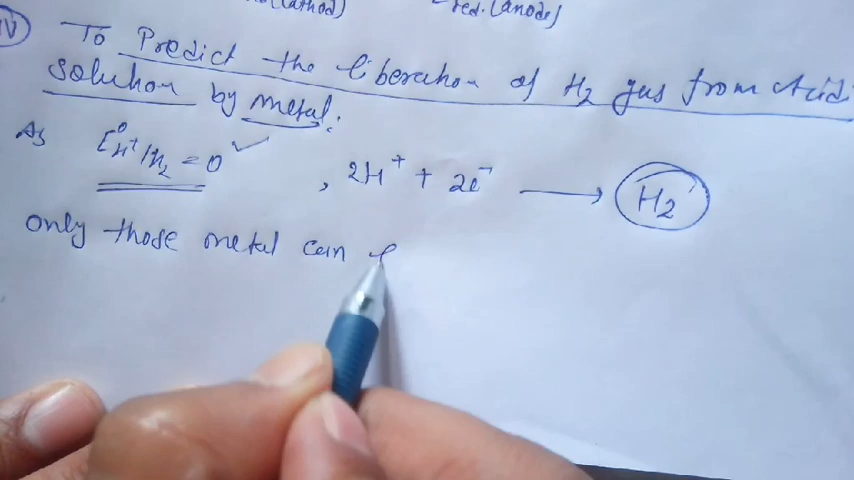 red. (anode)
IV) To Predict the liberation of H2 gas from Acid
solution by metal.
As E°H+/H2 = 0 ✓ , 2H+ + 2e- → H2
only those metal can